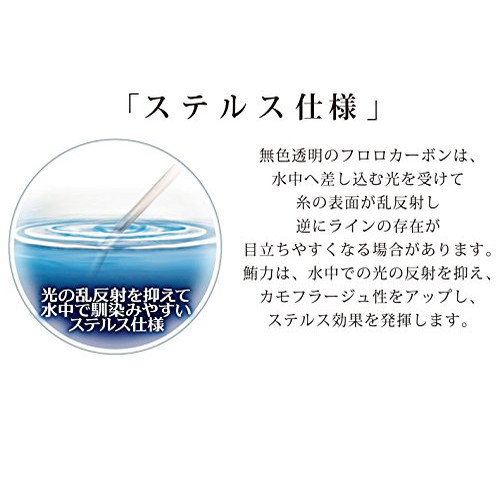 「ステルス仕様」
無色透明のフロロカーボンは、
水中へ差し込む光を受けて
糸の表面が乱反射し
逆にラインの存在が
目立ちやすくなる場合があります。
鮪力は、水中での光の反射を抑え、
カモフラージュ性をアップし、
ステルス効果を発揮します。
光の乱反射を抑えて
水中で馴染みやすい
ステルス仕様